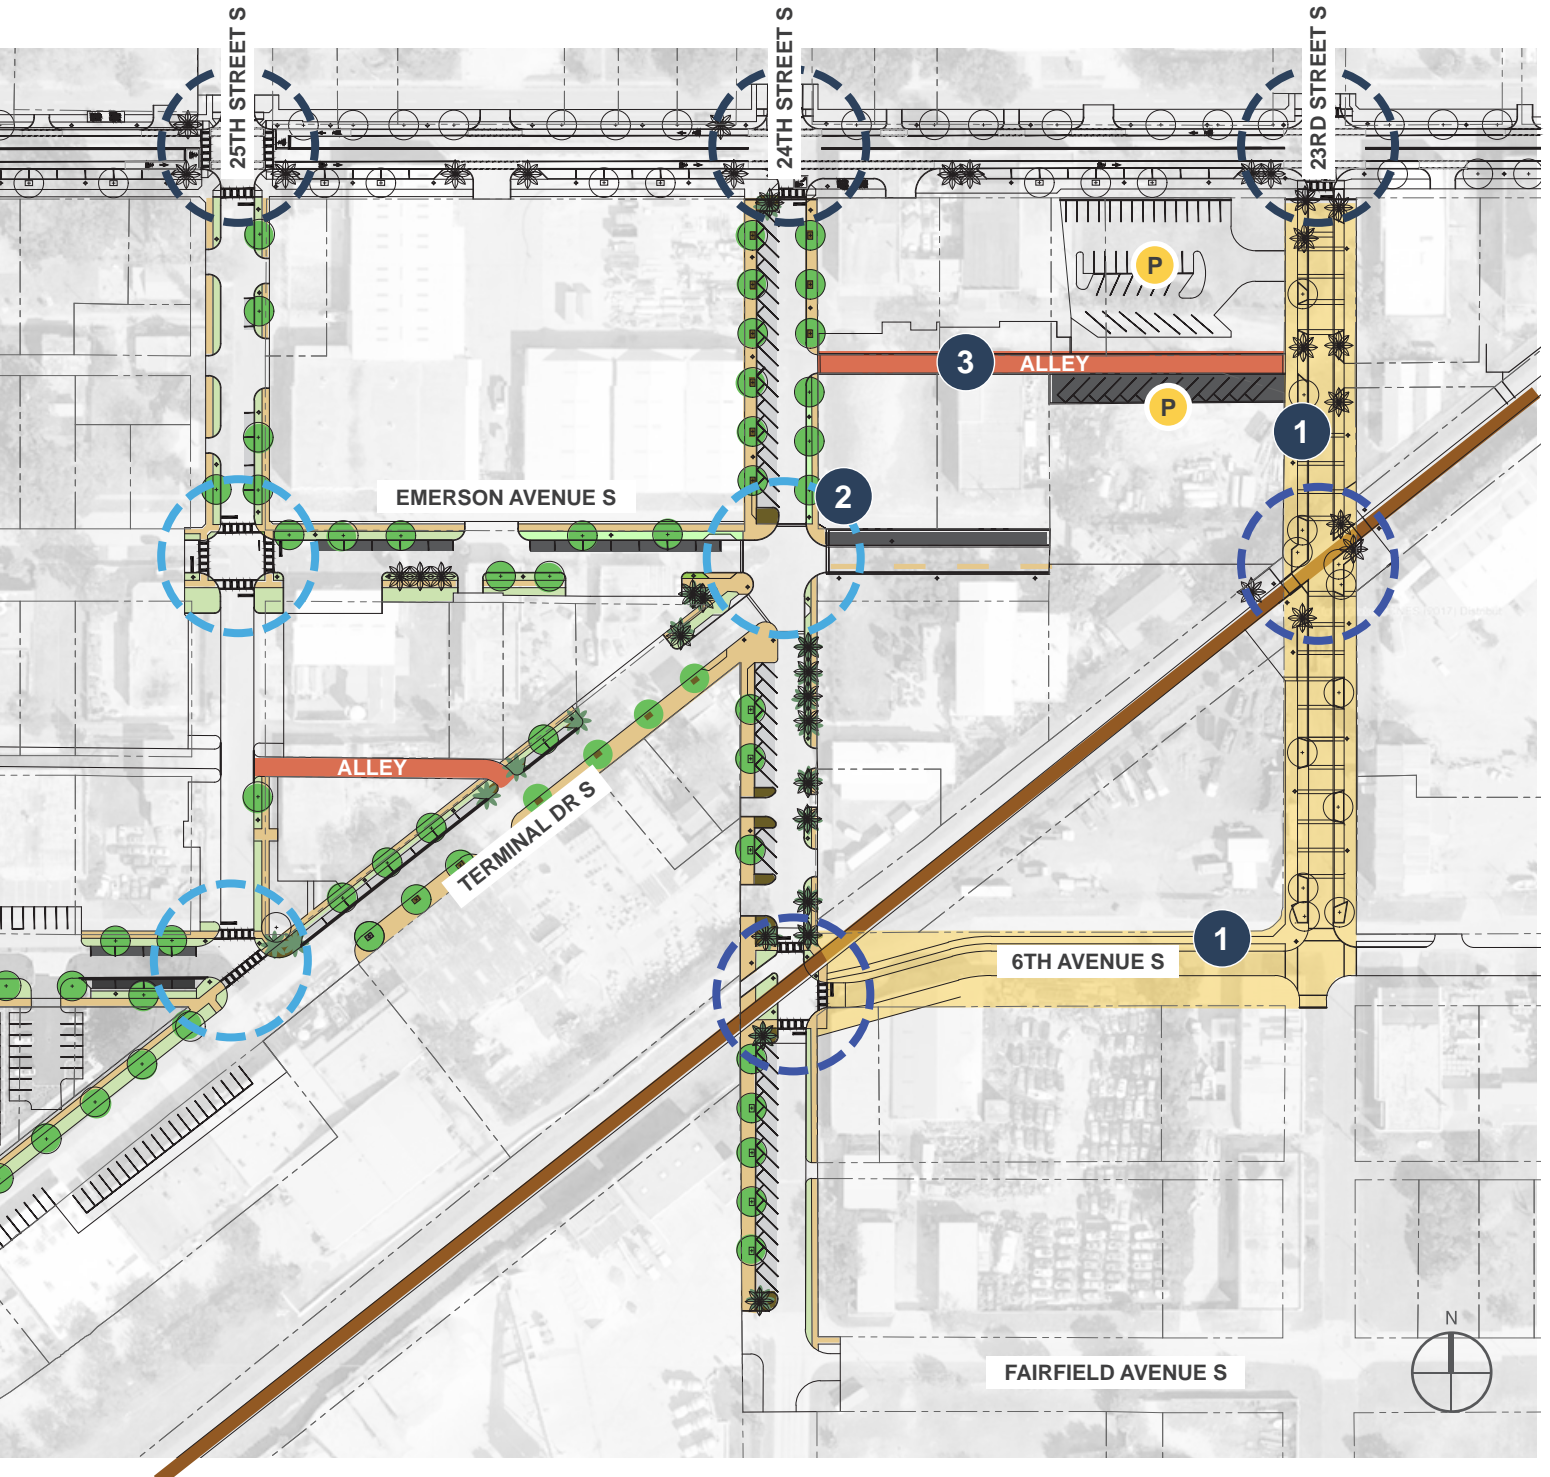 25TH STREET S
24TH STREET S
23RD STREET S
P
3
ALLEY
P
1
EMERSON AVENUE S
2
ALLEY
TERMINAL DR S
1
6TH AVENUE S
N
FAIRFIELD AVENUE S